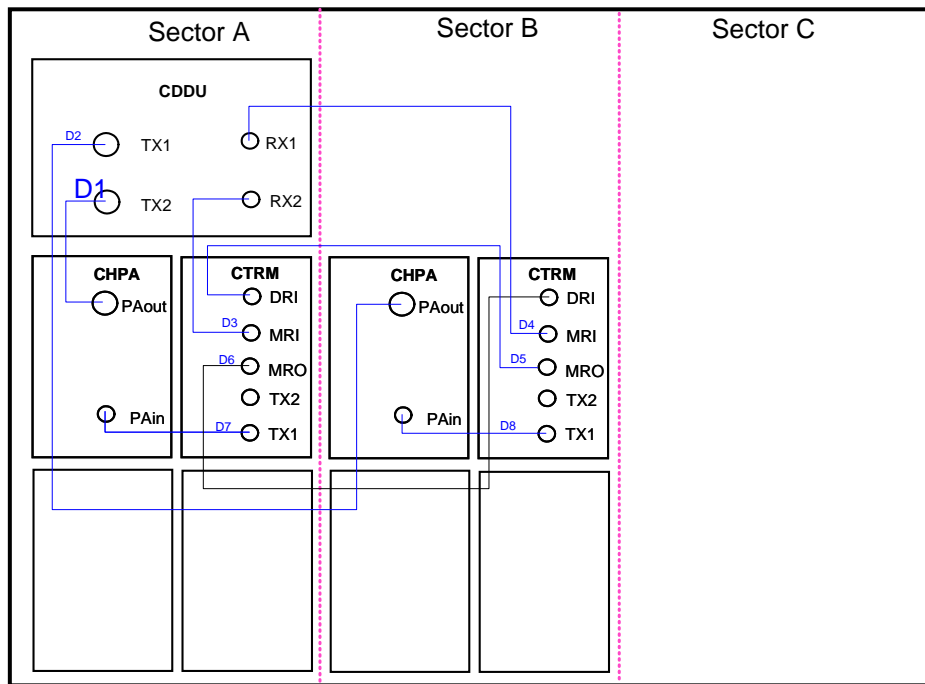 Sector A
Sector B
Sector C
CDDU
D2
TX1
RX1
D1
TX2
RX2
CHPA
CTRM
PAout
DRI
D3
MRI
D6
MRO
TX2
PAin
D7
TX1
CHPA
CTRM
PAout
DRI
D4
MRI
D5
MRO
TX2
PAin
D8
TX1